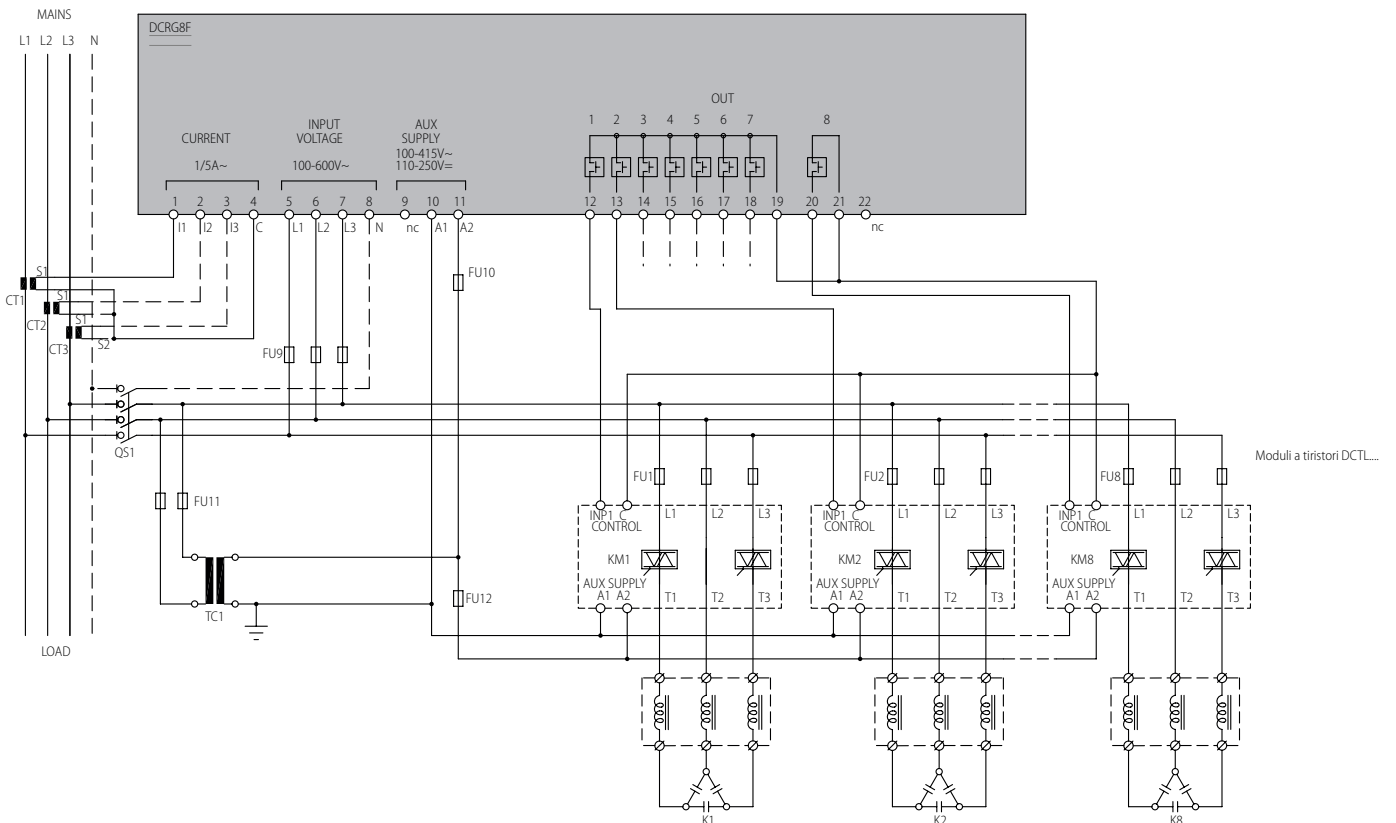 MAINS
L1 L2 L3 N
DCRG8F
OUT
1 2 3 4 5 6 7 8
CURRENT
1/5A~
INPUT
VOLTAGE
100-600V~
AUX
SUPPLY
100-415V~
110-250V=
1 2 3 4 5 6 7 8 9 10 11 12 13 14 15 16 17 18 19 20 21 22
I1 I2 I3 C L1 L2 L3 N nc A1 A2 nc
FU10
S1
CT1
S1
CT2
S1
CT3
S2
FU9
QS1
Moduli a tiristori DCTL....
FU1 FU2 FU8
FU11
INP1 C L1 L2 L3
CONTROL
INP1 C L1 L2 L3
CONTROL
INP1 C L1 L2 L3
CONTROL
KM1 KM2 KM8
AUX SUPPLY
A1 A2 T1 T2 T3
AUX SUPPLY
A1 A2 T1 T2 T3
AUX SUPPLY
A1 A2 T1 T2 T3
FU12
TC1
LOAD
K1 K2 K8